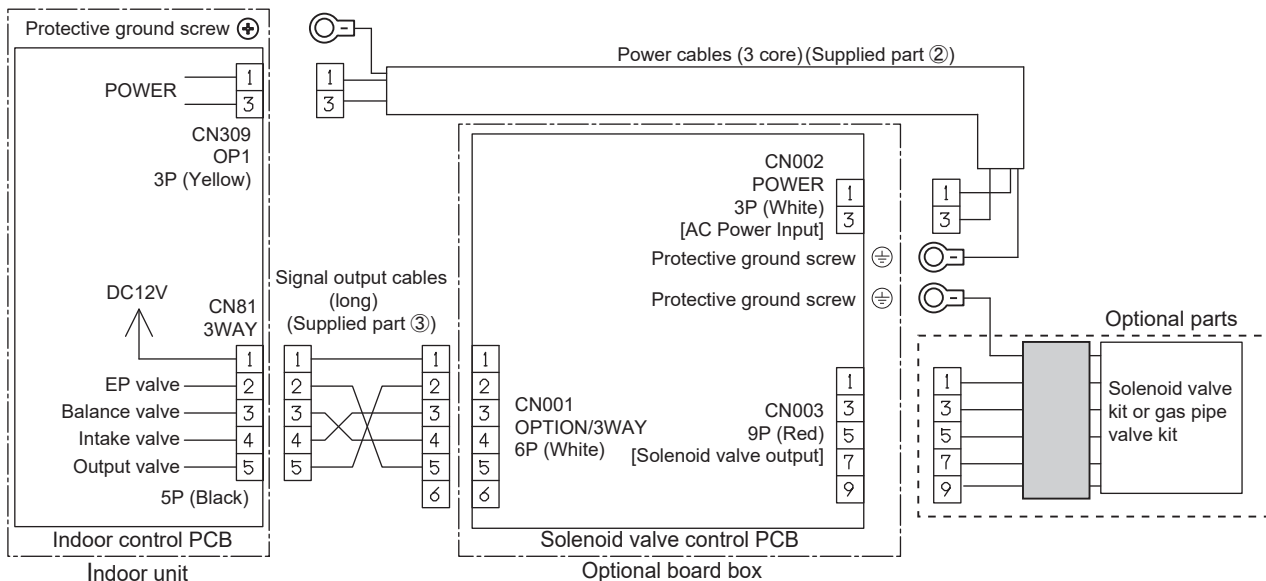 Protective ground screw
POWER
1
3
CN309
OP1
3P (Yellow)
1
3
Power cables (3 core) (Supplied part ②)
CN002
POWER
3P (White)
[AC Power Input]
1
3
1
3
Protective ground screw
Protective ground screw
DC12V
CN81
3WAY
Signal output cables
(long)
(Supplied part ③)
EP valve
Balance valve
Intake valve
Output valve
1
2
3
4
5
5P (Black)
1
2
3
4
5
1
2
3
4
5
6
1
2
3
4
5
6
CN001
OPTION/3WAY
6P (White)
CN003
9P (Red)
[Solenoid valve output]
1
3
5
7
9
Optional parts
1
3
5
7
9
Solenoid valve
kit or gas pipe
valve kit
Indoor control PCB
Indoor unit
Solenoid valve control PCB
Optional board box